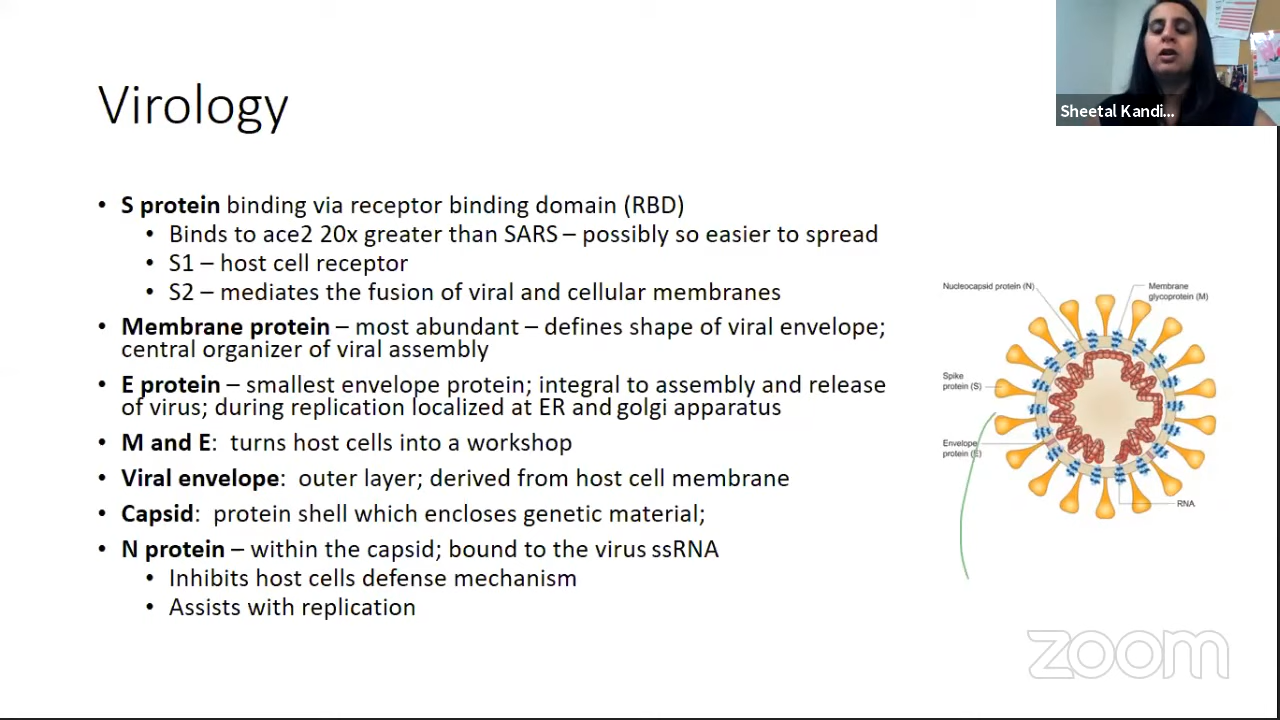 Virology
Sheetal Kandi...
• S protein binding via receptor binding domain (RBD)
• Binds to ace2 20x greater than SARS – possibly so easier to spread
• S1 – host cell receptor
• S2 – mediates the fusion of viral and cellular membranes
• Membrane protein – most abundant – defines shape of viral envelope;
central organizer of viral assembly
• E protein – smallest envelope protein; integral to assembly and release
of virus; during replication localized at ER and golgi apparatus
• M and E:  turns host cells into a workshop
• Viral envelope:  outer layer; derived from host cell membrane
• Capsid:  protein shell which encloses genetic material;
• N protein – within the capsid; bound to the virus ssRNA
• Inhibits host cells defense mechanism
• Assists with replication
Nucleocapsid protein (N)
Membrane
glycoprotein (M)
Spike
protein (S)
Envelope
protein (E)
RNA
zoom